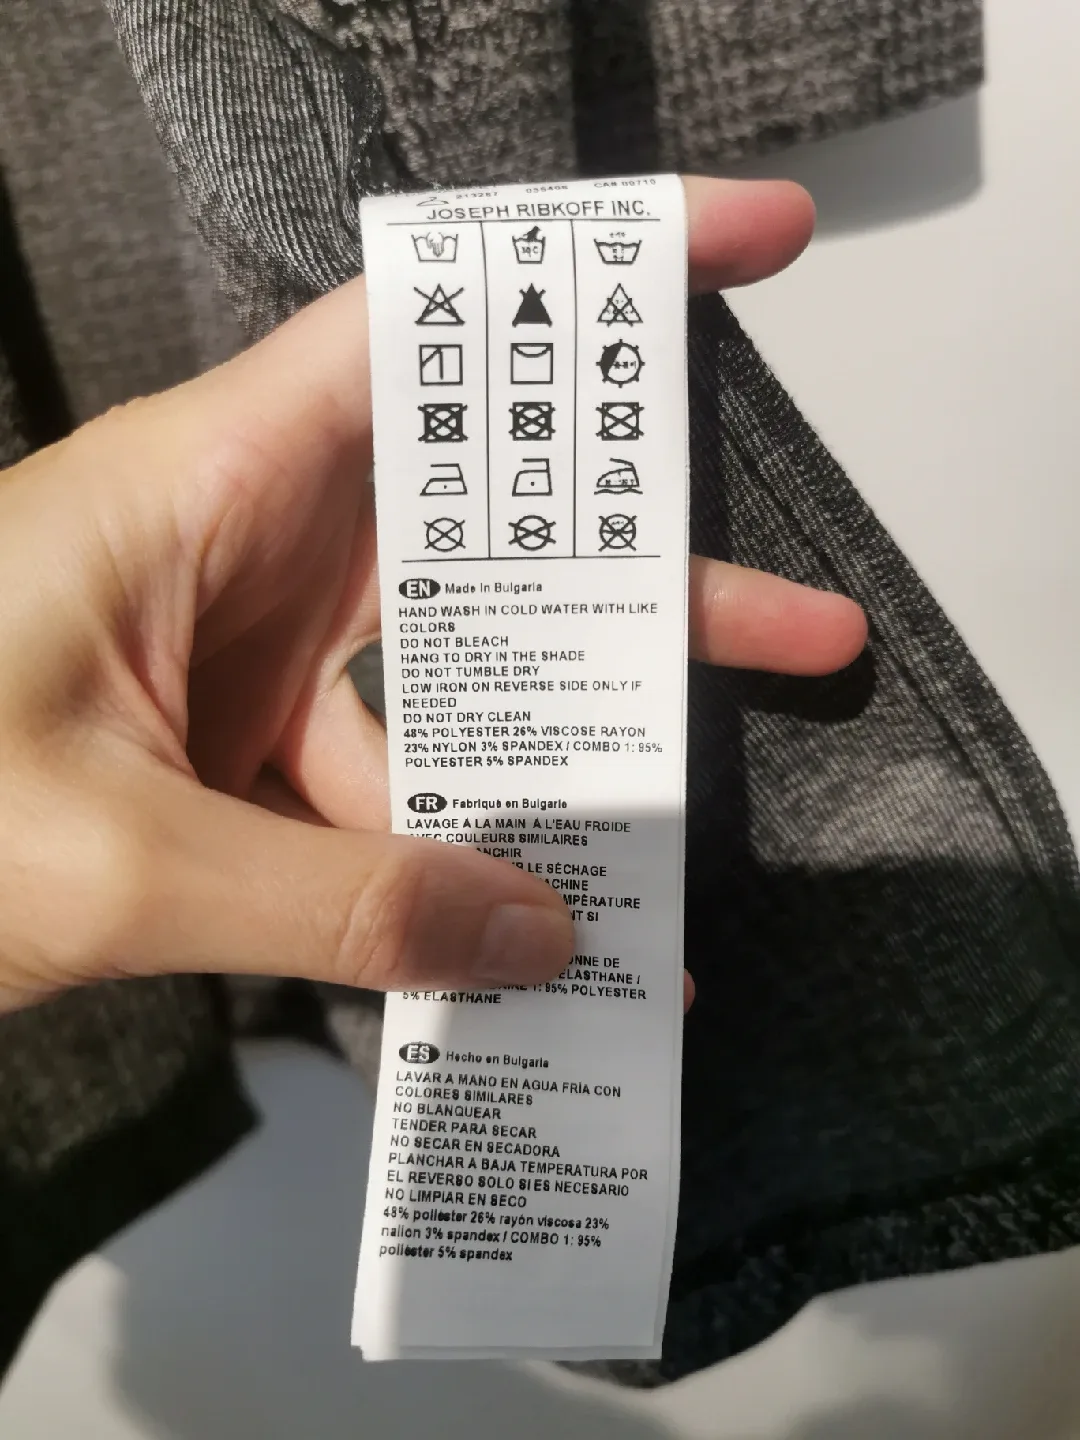 JOSEPH RIBKOFF INC.
EN Made in Bulgaria
HAND WASH IN COLD WATER WITH LIKE
COLORS
DO NOT BLEACH
HANG TO DRY IN THE SHADE
DO NOT TUMBLE DRY
LOW IRON ON REVERSE SIDE ONLY IF
NEEDED
DO NOT DRY CLEAN
48% POLYESTER 26% VISCOSE RAYON
23% NYLON 3% SPANDEX / COMBO 1: 95%
POLYESTER 5% SPANDEX
FR Fabriqué en Bulgarie
LAVAGE À LA MAIN À L'EAU FROIDE
COULEURS SIMILAIRES
LE SÉCHAGE
SI
DE
ELASTHANE /
1: 95% POLYESTER
5% ELASTHANE
ES Hecho en Bulgaria
LAVAR A MANO EN AGUA FRÍA CON
COLORES SIMILARES
NO BLANQUEAR
TENDER PARA SECAR
NO SECAR EN SECADORA
PLANCHAR A BAJA TEMPERATURA POR
EL REVERSO SOLO SI ES NECESARIO
NO LIMPIAR EN SECO
48% poliéster 26% rayón viscosa 23%
nailon 3% spandex / COMBO 1: 95%
poliéster 5% spandex